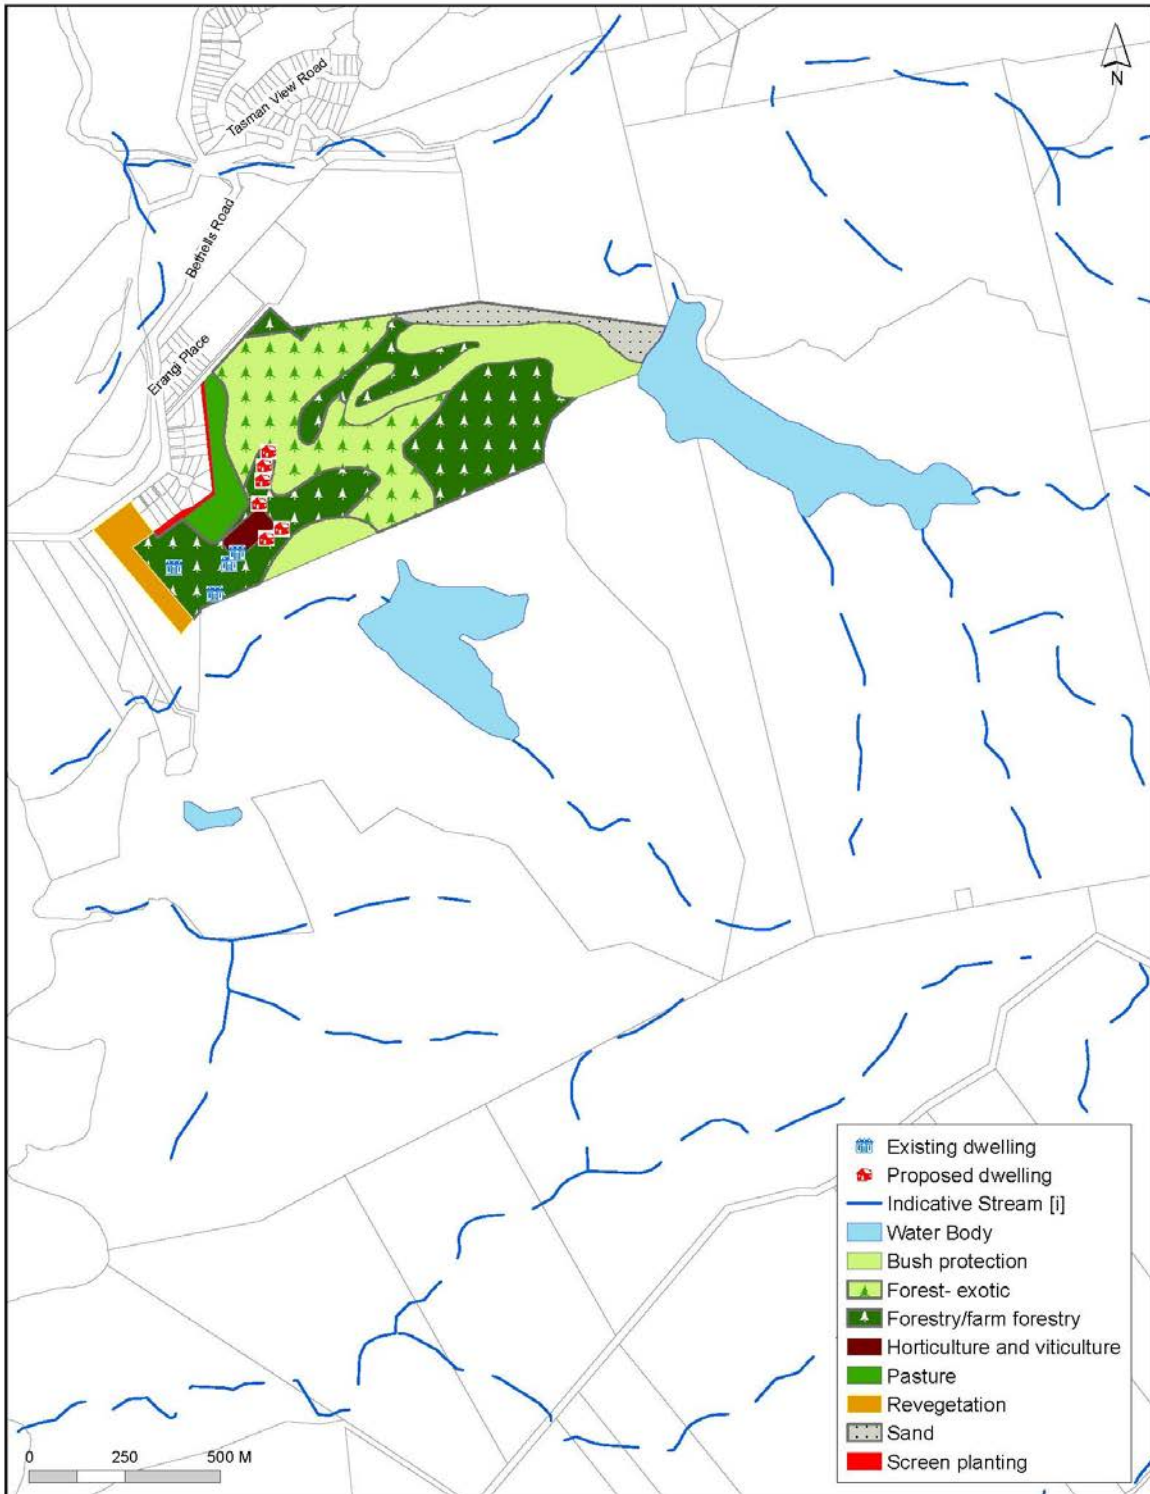 N
Tasman View Road
Bethells Road
Erangi Place
Existing dwelling
Proposed dwelling
Indicative Stream [i]
Water Body
Bush protection
Forest- exotic
Forestry/farm forestry
Horticulture and viticulture
Pasture
Revegetation
Sand
Screen planting
0 250 500 M